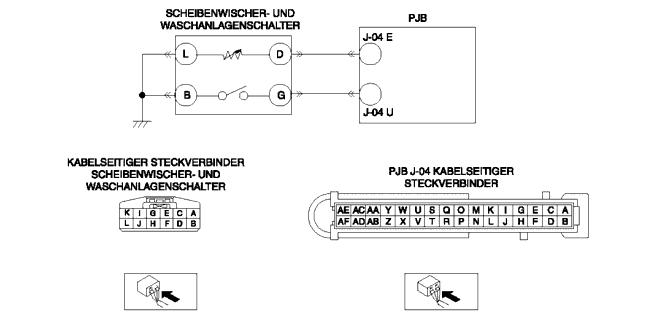 SCHEIBENWISCHER- UND
WASCHANLAGENSCHALTER
PJB
L
D
J-04 E
B
G
J-04 U
KABELSEITIGER STECKVERBINDER
SCHEIBENWISCHER- UND
WASCHANLAGENSCHALTER
K I G E C A
L J H F D B
PJB J-04 KABELSEITIGER
STECKVERBINDER
AE AC AA Y W U S Q O M K I G E C A
AF AD AB Z X V T R P N L J H F D B